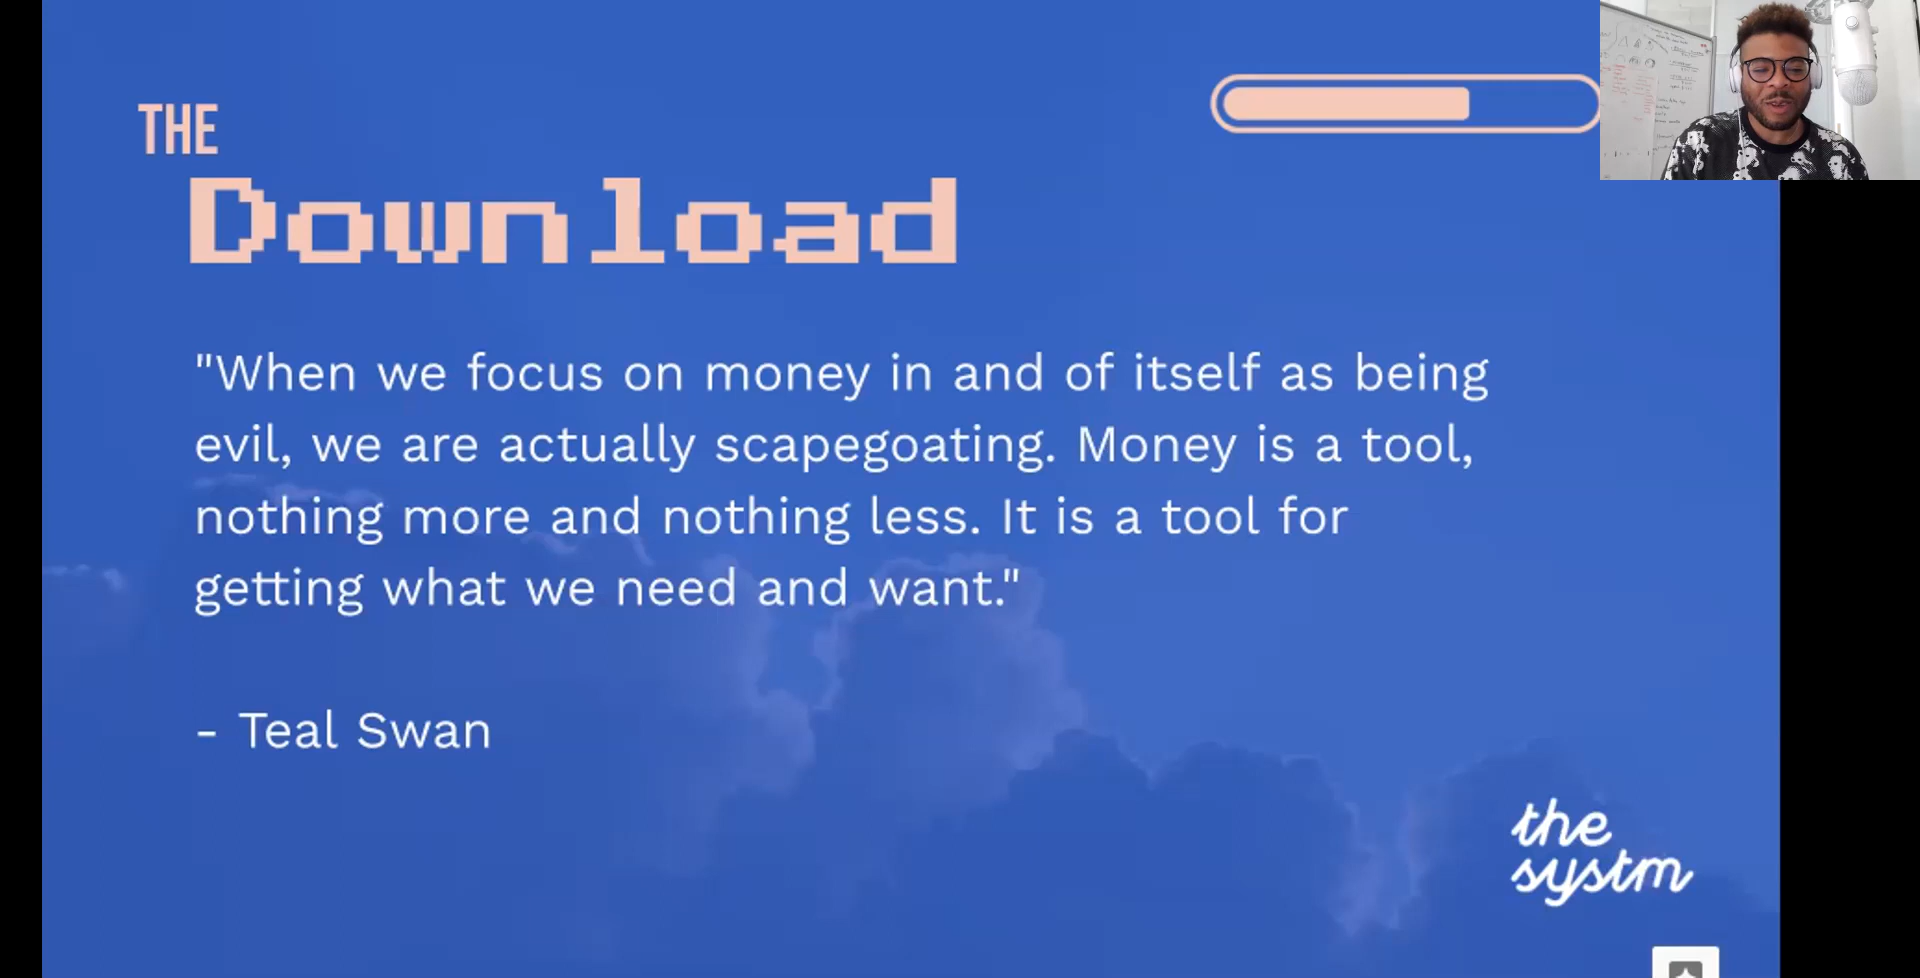 THE
Download
"When we focus on money in and of itself as being
evil, we are actually scapegoating. Money is a tool,
nothing more and nothing less. It is a tool for
getting what we need and want."
- Teal Swan
the
systm